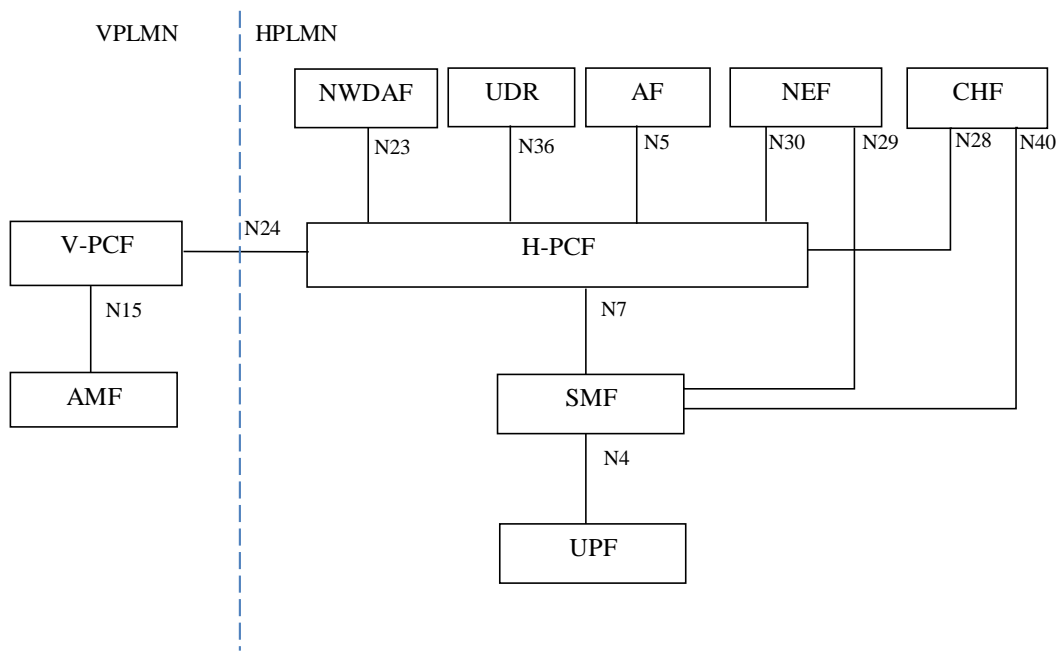 VPLMN
HPLMN
NWDAF
UDR
AF
NEF
CHF
N23
N36
N5
N30
N29
N28
N40
N24
V-PCF
H-PCF
N15
N7
AMF
SMF
N4
UPF